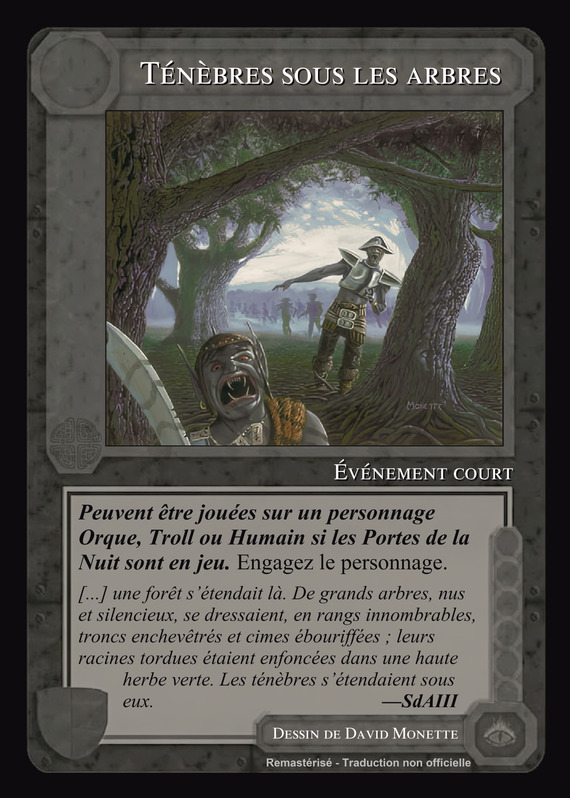 Ténèbres sous les arbres
Monette
Événement court
Peuvent être jouées sur un personnage
Orque, Troll ou Humain si les Portes de la
Nuit sont en jeu. Engagez le personnage.
[...] une forêt s’étendait là. De grands arbres, nus
et silencieux, se dressaient, en rangs innombrables,
troncs enchevêtrés et cimes ébouriffées ; leurs
racines tordues étaient enfoncées dans une haute
herbe verte. Les ténèbres s’étendaient sous
eux. —SdAIII
Dessin de David Monette
Remastérisé - Traduction non officielle